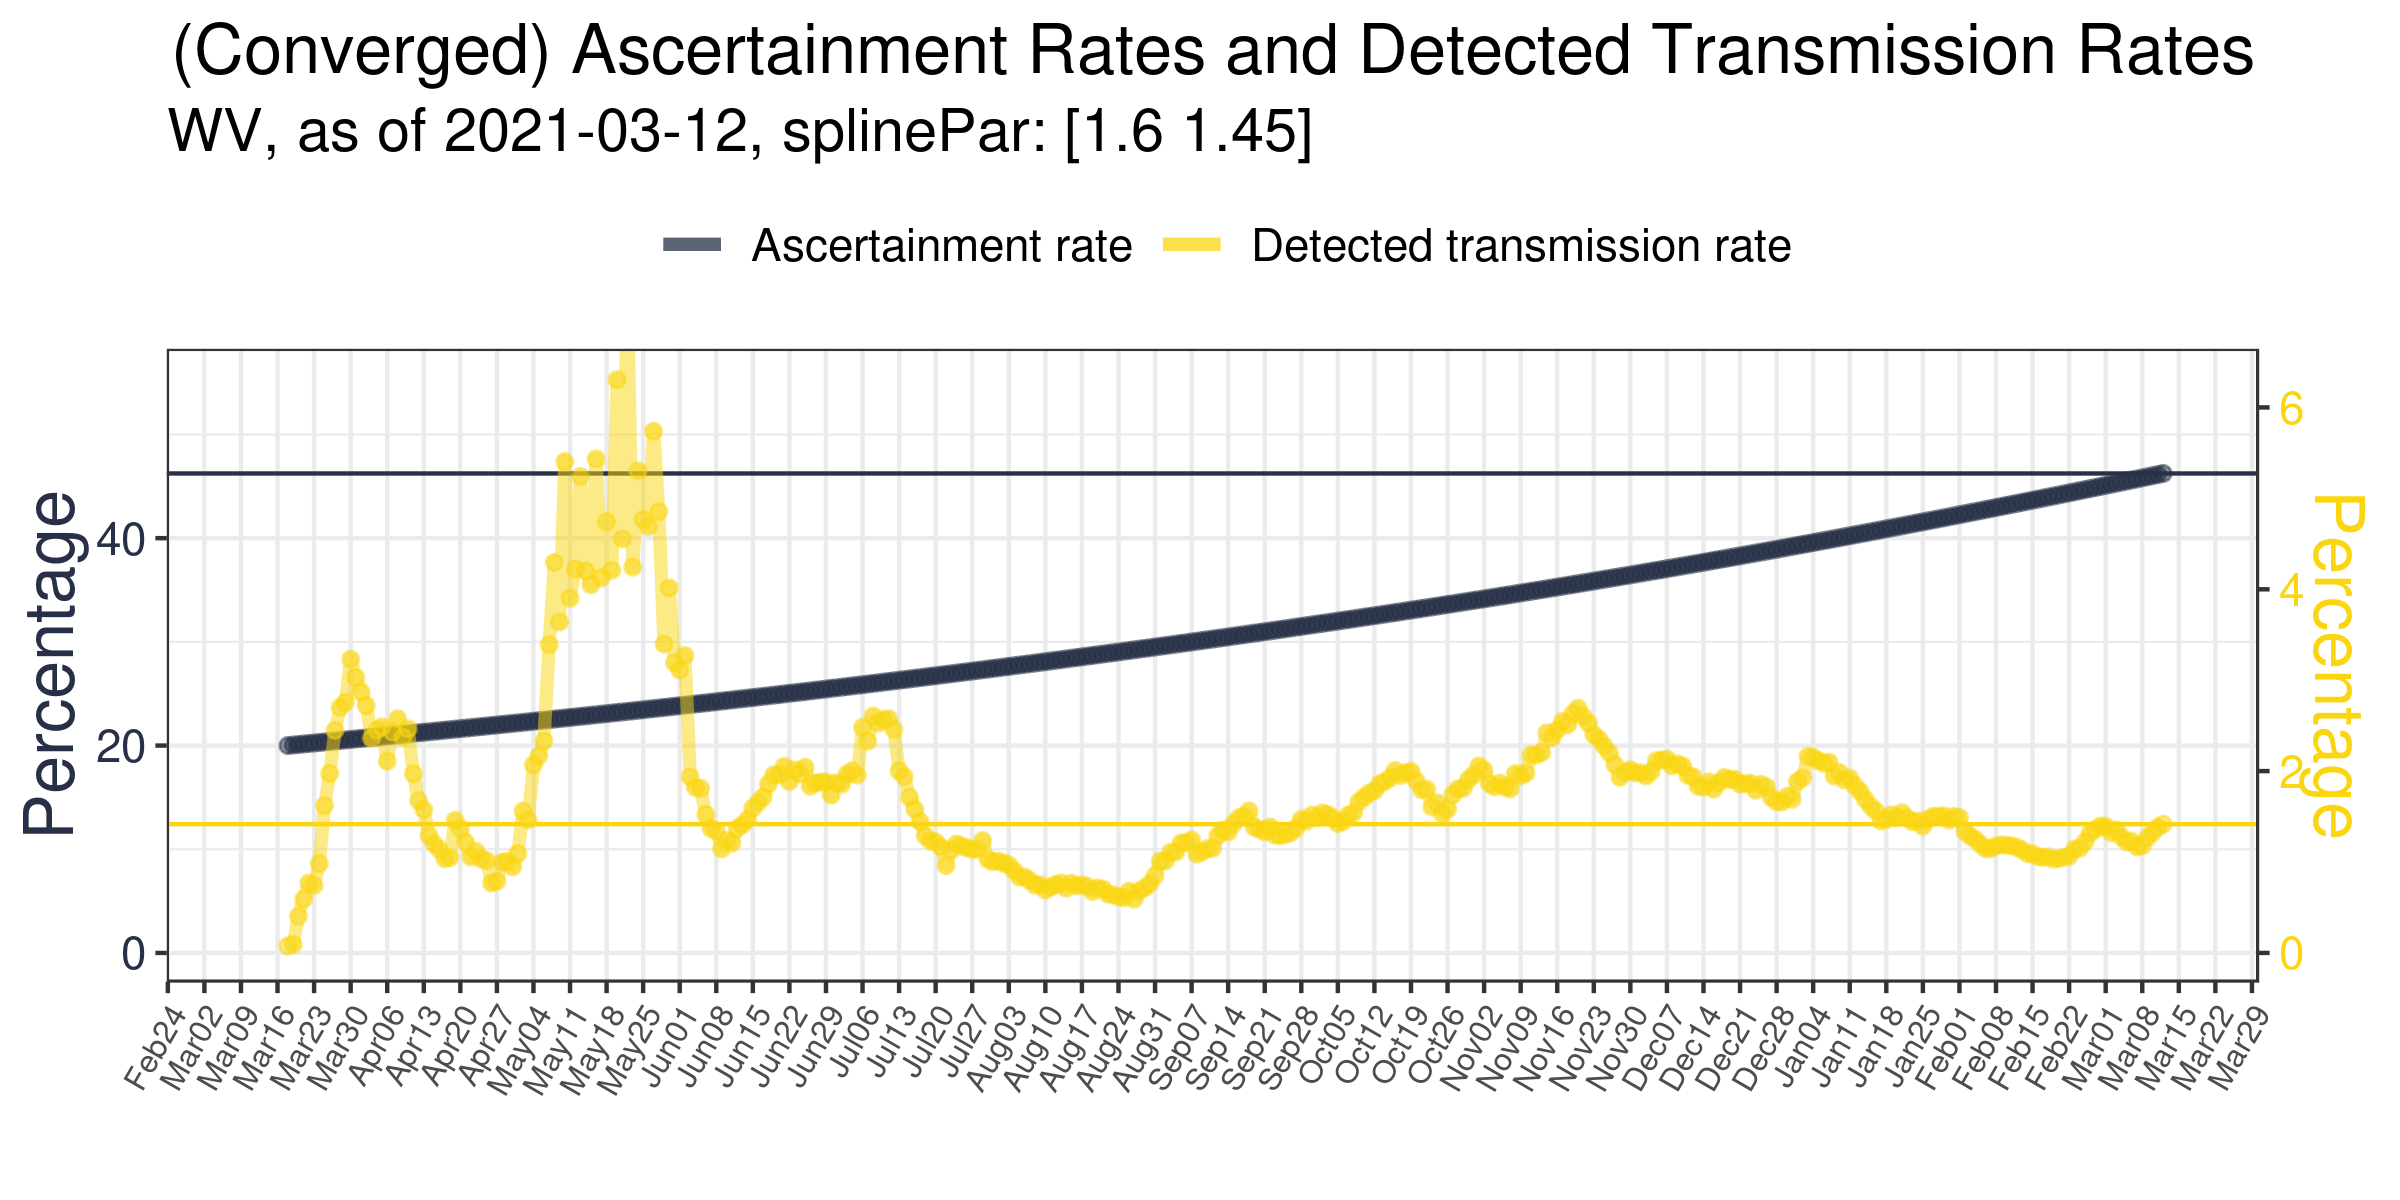 (Converged) Ascertainment Rates and Detected Transmission Rates
WV, as of 2021-03-12, splinePar: [1.6 1.45]
Ascertainment rate
Detected transmission rate
Percentage
40
20
0
6
4
2
0
Percentage
Feb24
Mar02
Mar09
Mar16
Mar23
Mar30
Apr06
Apr13
Apr20
Apr27
May04
May11
May18
May25
Jun01
Jun08
Jun15
Jun22
Jun29
Jul06
Jul13
Jul20
Jul27
Aug03
Aug10
Aug17
Aug24
Aug31
Sep07
Sep14
Sep21
Sep28
Oct05
Oct12
Oct19
Oct26
Nov02
Nov09
Nov16
Nov23
Nov30
Dec07
Dec14
Dec21
Dec28
Jan04
Jan11
Jan18
Jan25
Feb01
Feb08
Feb15
Feb22
Mar01
Mar08
Mar15
Mar22
Mar29